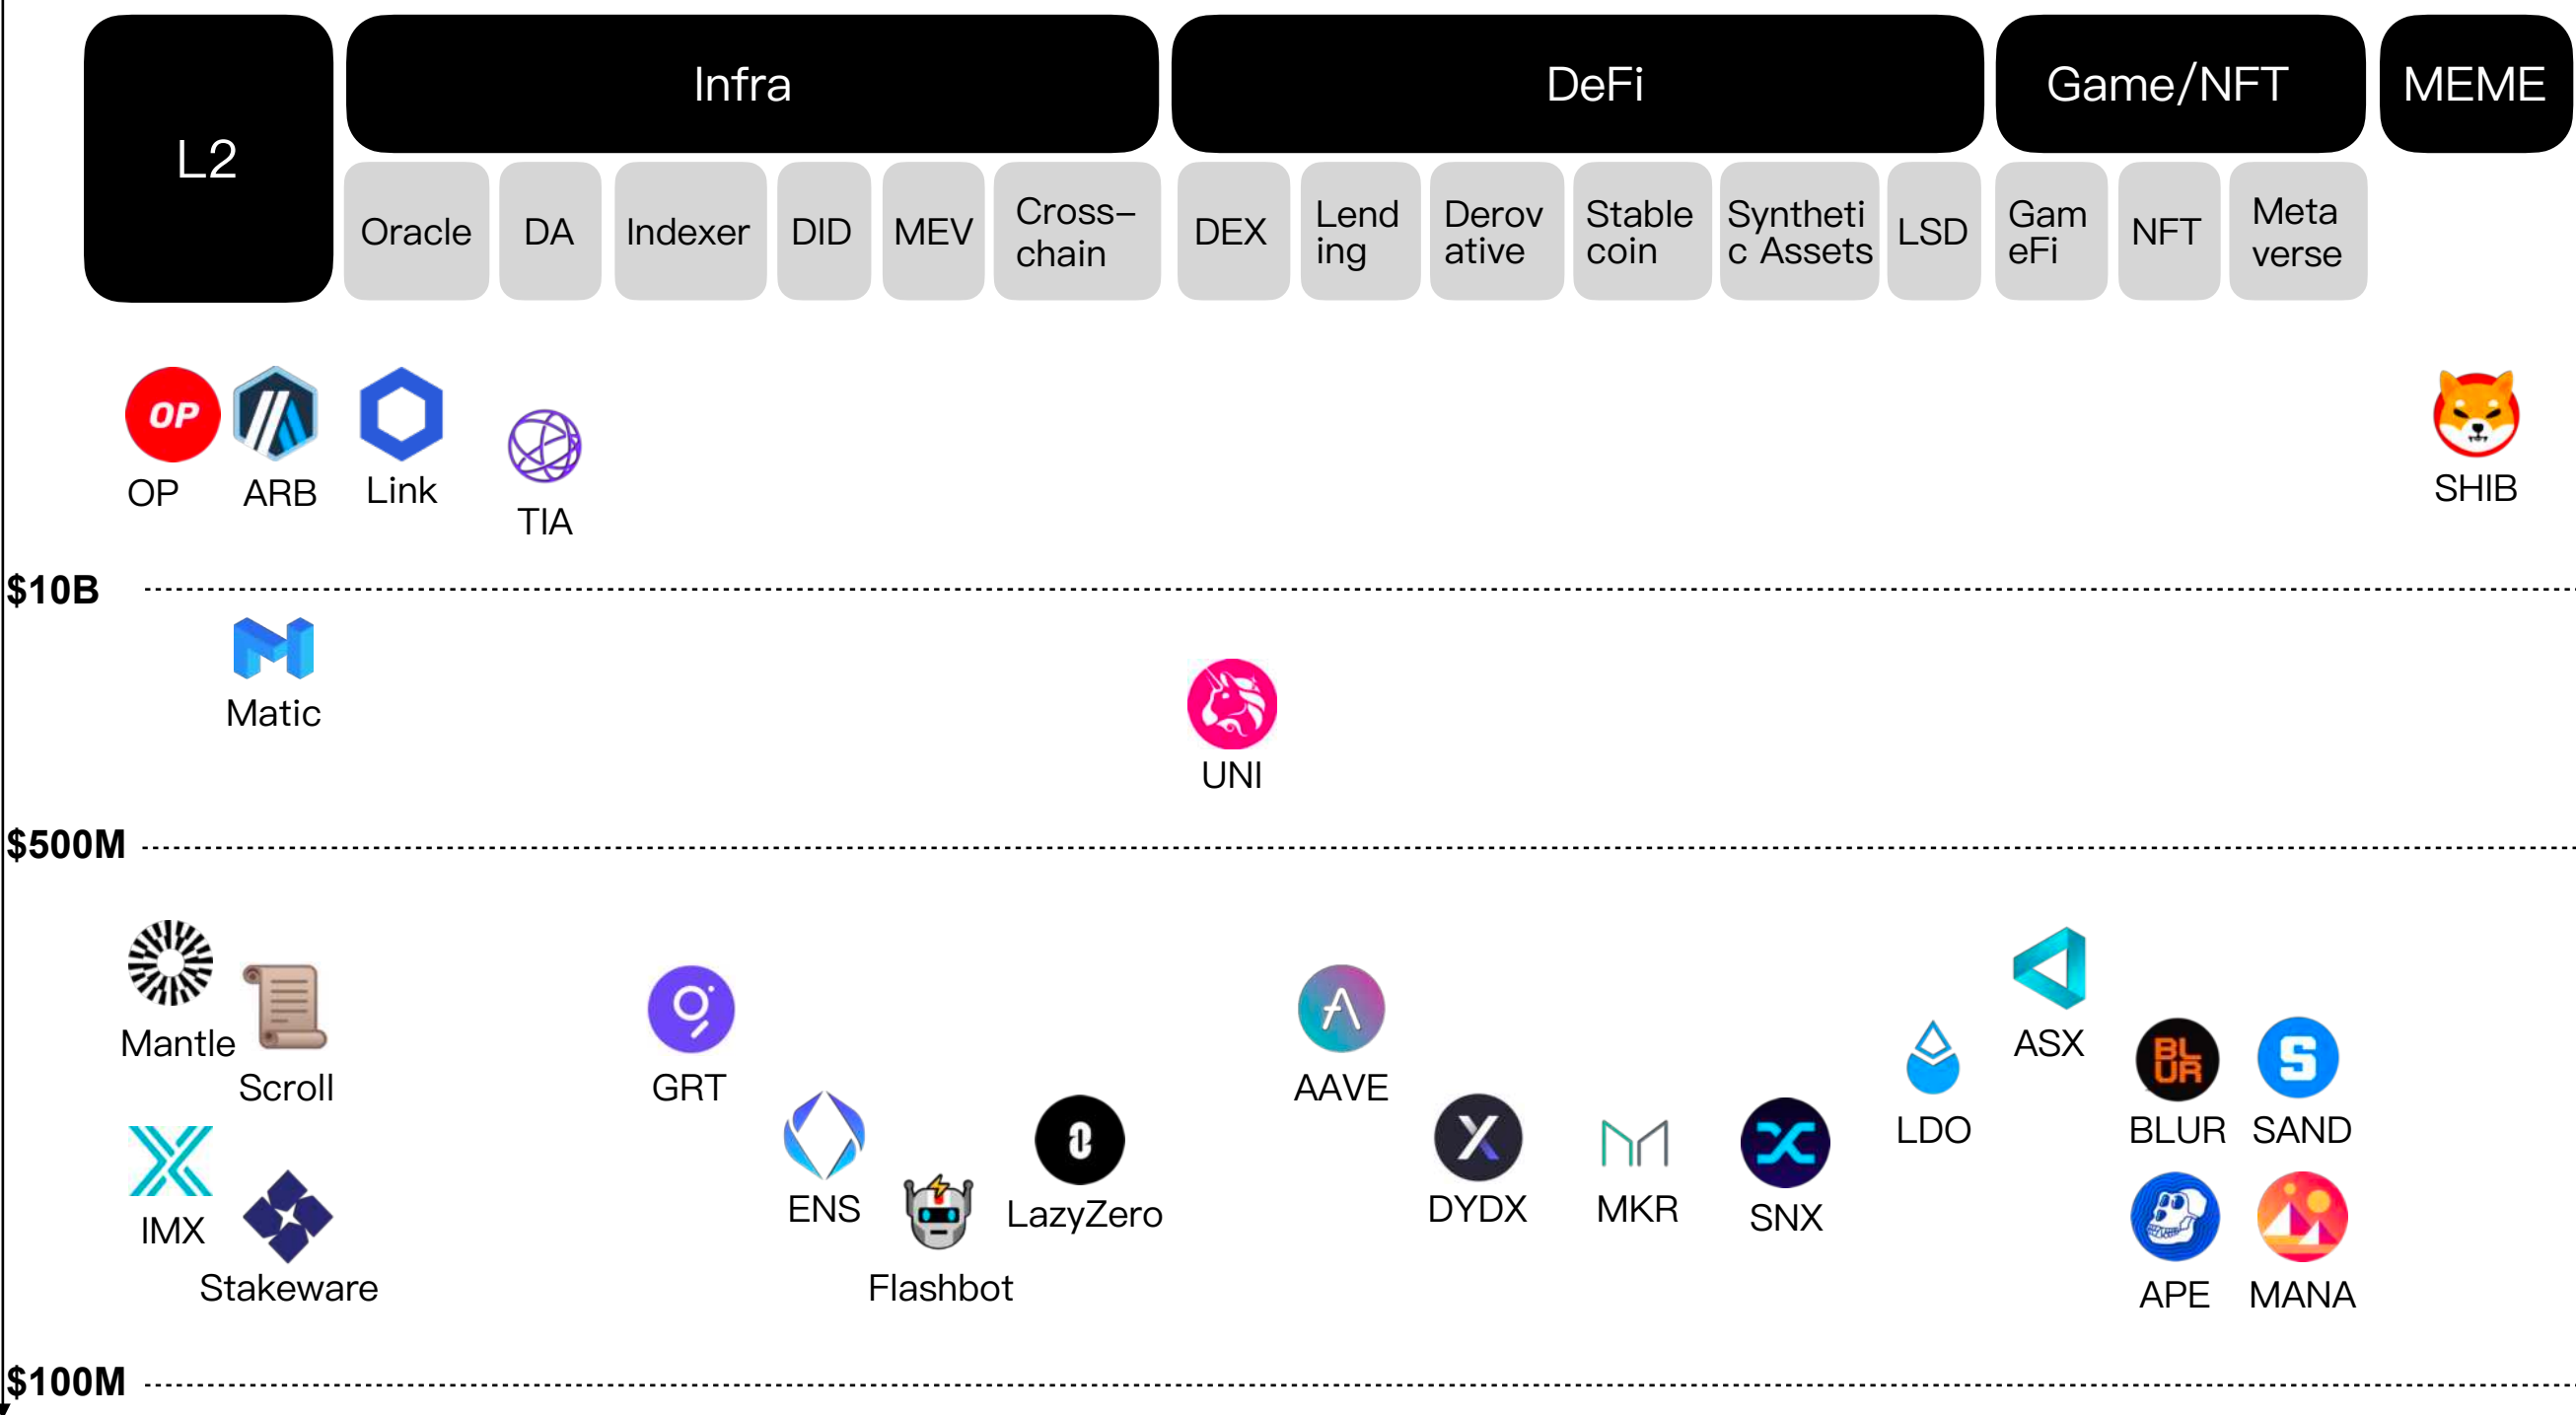 L2
Infra
DeFi
Game/NFT
MEME
Oracle
DA
Indexer
DID
MEV
Cross-
chain
DEX
Lend
ing
Derov
ative
Stable
coin
Syntheti
c Assets
LSD
Gam
eFi
NFT
Meta
verse
OP
OP
ARB
Link
TIA
SHIB
$10B
Matic
UNI
$500M
Mantle
Scroll
GRT
AAVE
ASX
LDO
BL
UR
BLUR
S
SAND
IMX
Stakeware
ENS
Flashbot
LazyZero
DYDX
MKR
SNX
APE
MANA
$100M